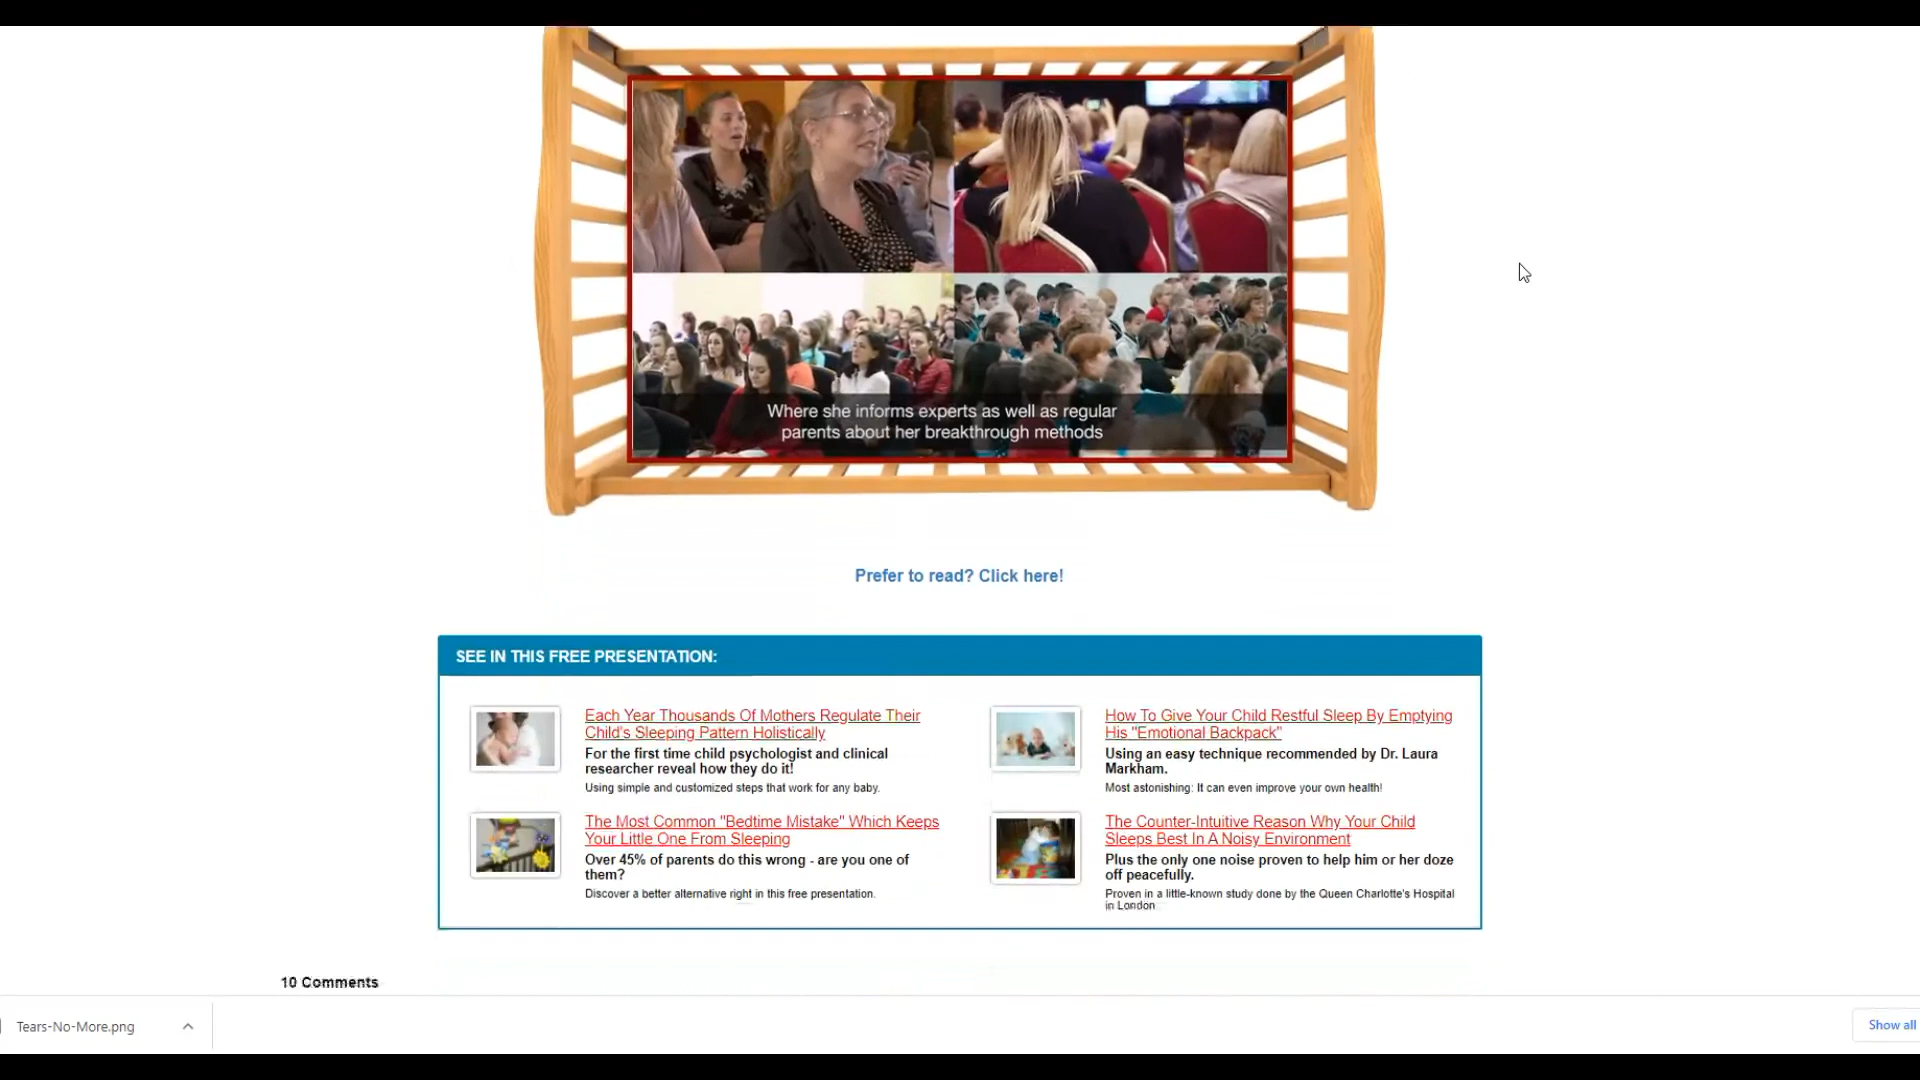 Where she informs experts as well as regular
parents about her breakthrough methods
Prefer to read? Click here!
SEE IN THIS FREE PRESENTATION:
Each Year Thousands Of Mothers Regulate Their
Child's Sleeping Pattern Holistically
For the first time child psychologist and clinical
researcher reveal how they do it!
Using simple and customized steps that work for any baby.
How To Give Your Child Restful Sleep By Emptying
His "Emotional Backpack"
Using an easy technique recommended by Dr. Laura
Markham.
Most astonishing: It can even improve your own health!
The Most Common "Bedtime Mistake" Which Keeps
Your Little One From Sleeping
Over 45% of parents do this wrong - are you one of
them?
Discover a better alternative right in this free presentation.
The Counter-Intuitive Reason Why Your Child
Sleeps Best In A Noisy Environment
Plus the only one noise proven to help him or her doze
off peacefully.
Proven in a little-known study done by the Queen Charlotte's Hospital
in London
10 Comments
Tears-No-More.png
Show all